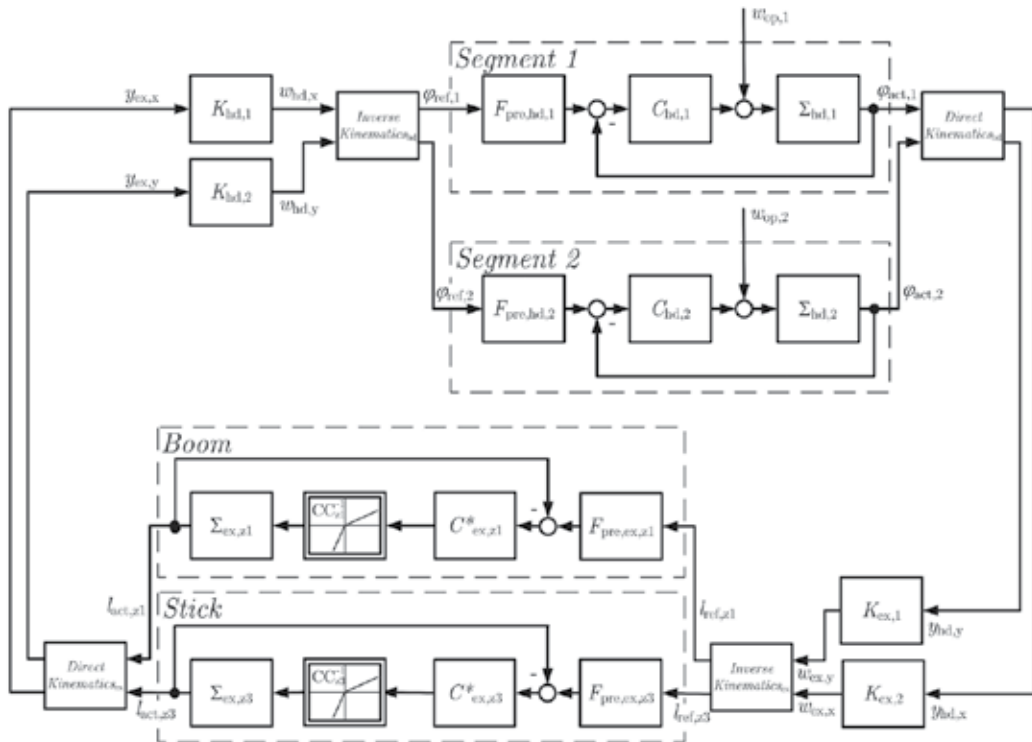 w_op,1
Segment 1
y_ex,x
K_hd,1
w_hd,x
Inverse
Kinematics_hd
φ_ref,1
F_pre,hd,1
-
C_hd,1
Σ_hd,1
φ_act,1
Direct
Kinematics_hd
y_ex,y
K_hd,2
w_hd,y
w_op,2
Segment 2
φ_ref,2
F_pre,hd,2
-
C_hd,2
Σ_hd,2
φ_act,2
Boom
Σ_ex,z1
CC_z1^-1
C*_ex,z1
-
F_pre,ex,z1
l_act,z1
l_ref,z1
K_ex,1
y_hd,y
Stick
Direct
Kinematics_ex
Σ_ex,z3
CC_z3^-1
C*_ex,z3
-
F_pre,ex,z3
Inverse
Kinematics_ex
w_ex,y
w_ex,x
K_ex,2
l_act,z3
l_ref,z3
y_hd,x